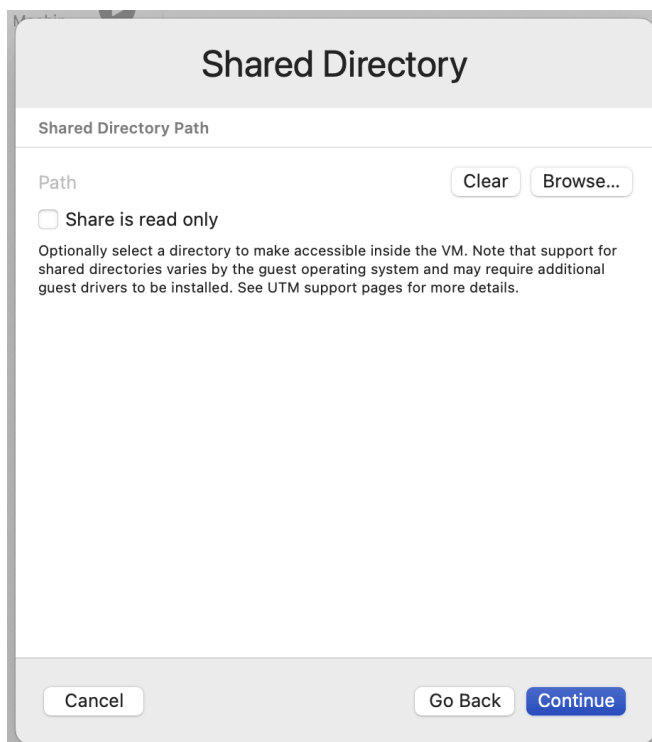 Shared Directory
Shared Directory Path
Path
Clear
Browse...
Share is read only
Optionally select a directory to make accessible inside the VM. Note that support for
shared directories varies by the guest operating system and may require additional
guest drivers to be installed. See UTM support pages for more details.
Cancel
Go Back
Continue